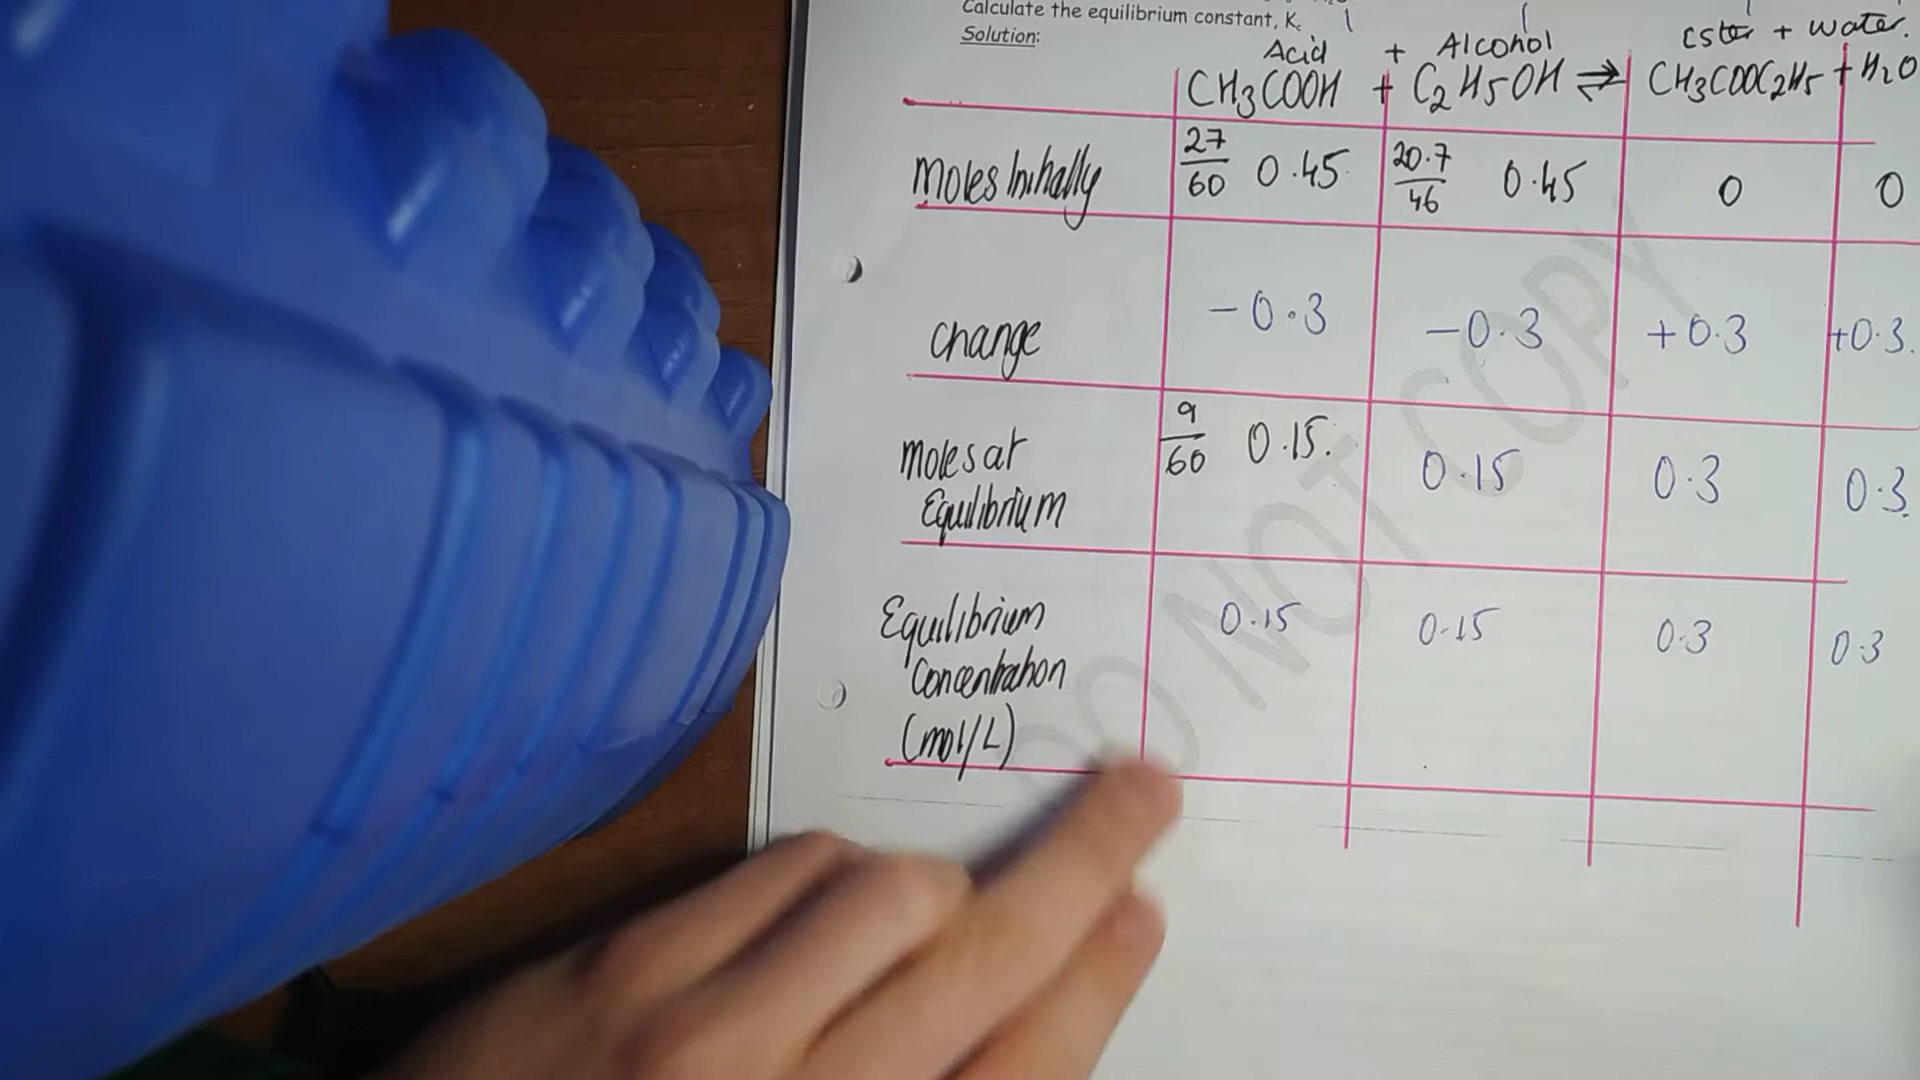 Calculate the equilibrium constant, Kc
Solution:
Acid + Alcohol Ester + water.
CH3COOH + C2H5OH ⇌ CH3COOC2H5 + H2O
Moles Initially 27/60 0.45 20.7/46 0.45 0 0
Change -0.3 -0.3 +0.3 +0.3.
Moles at 9/60 0.15. 0.15 0.3 0.3.
Equilibrium
Equilibrium 0.15 0.15 0.3 0.3
Concentration
(mol/L)
DO NOT COPY